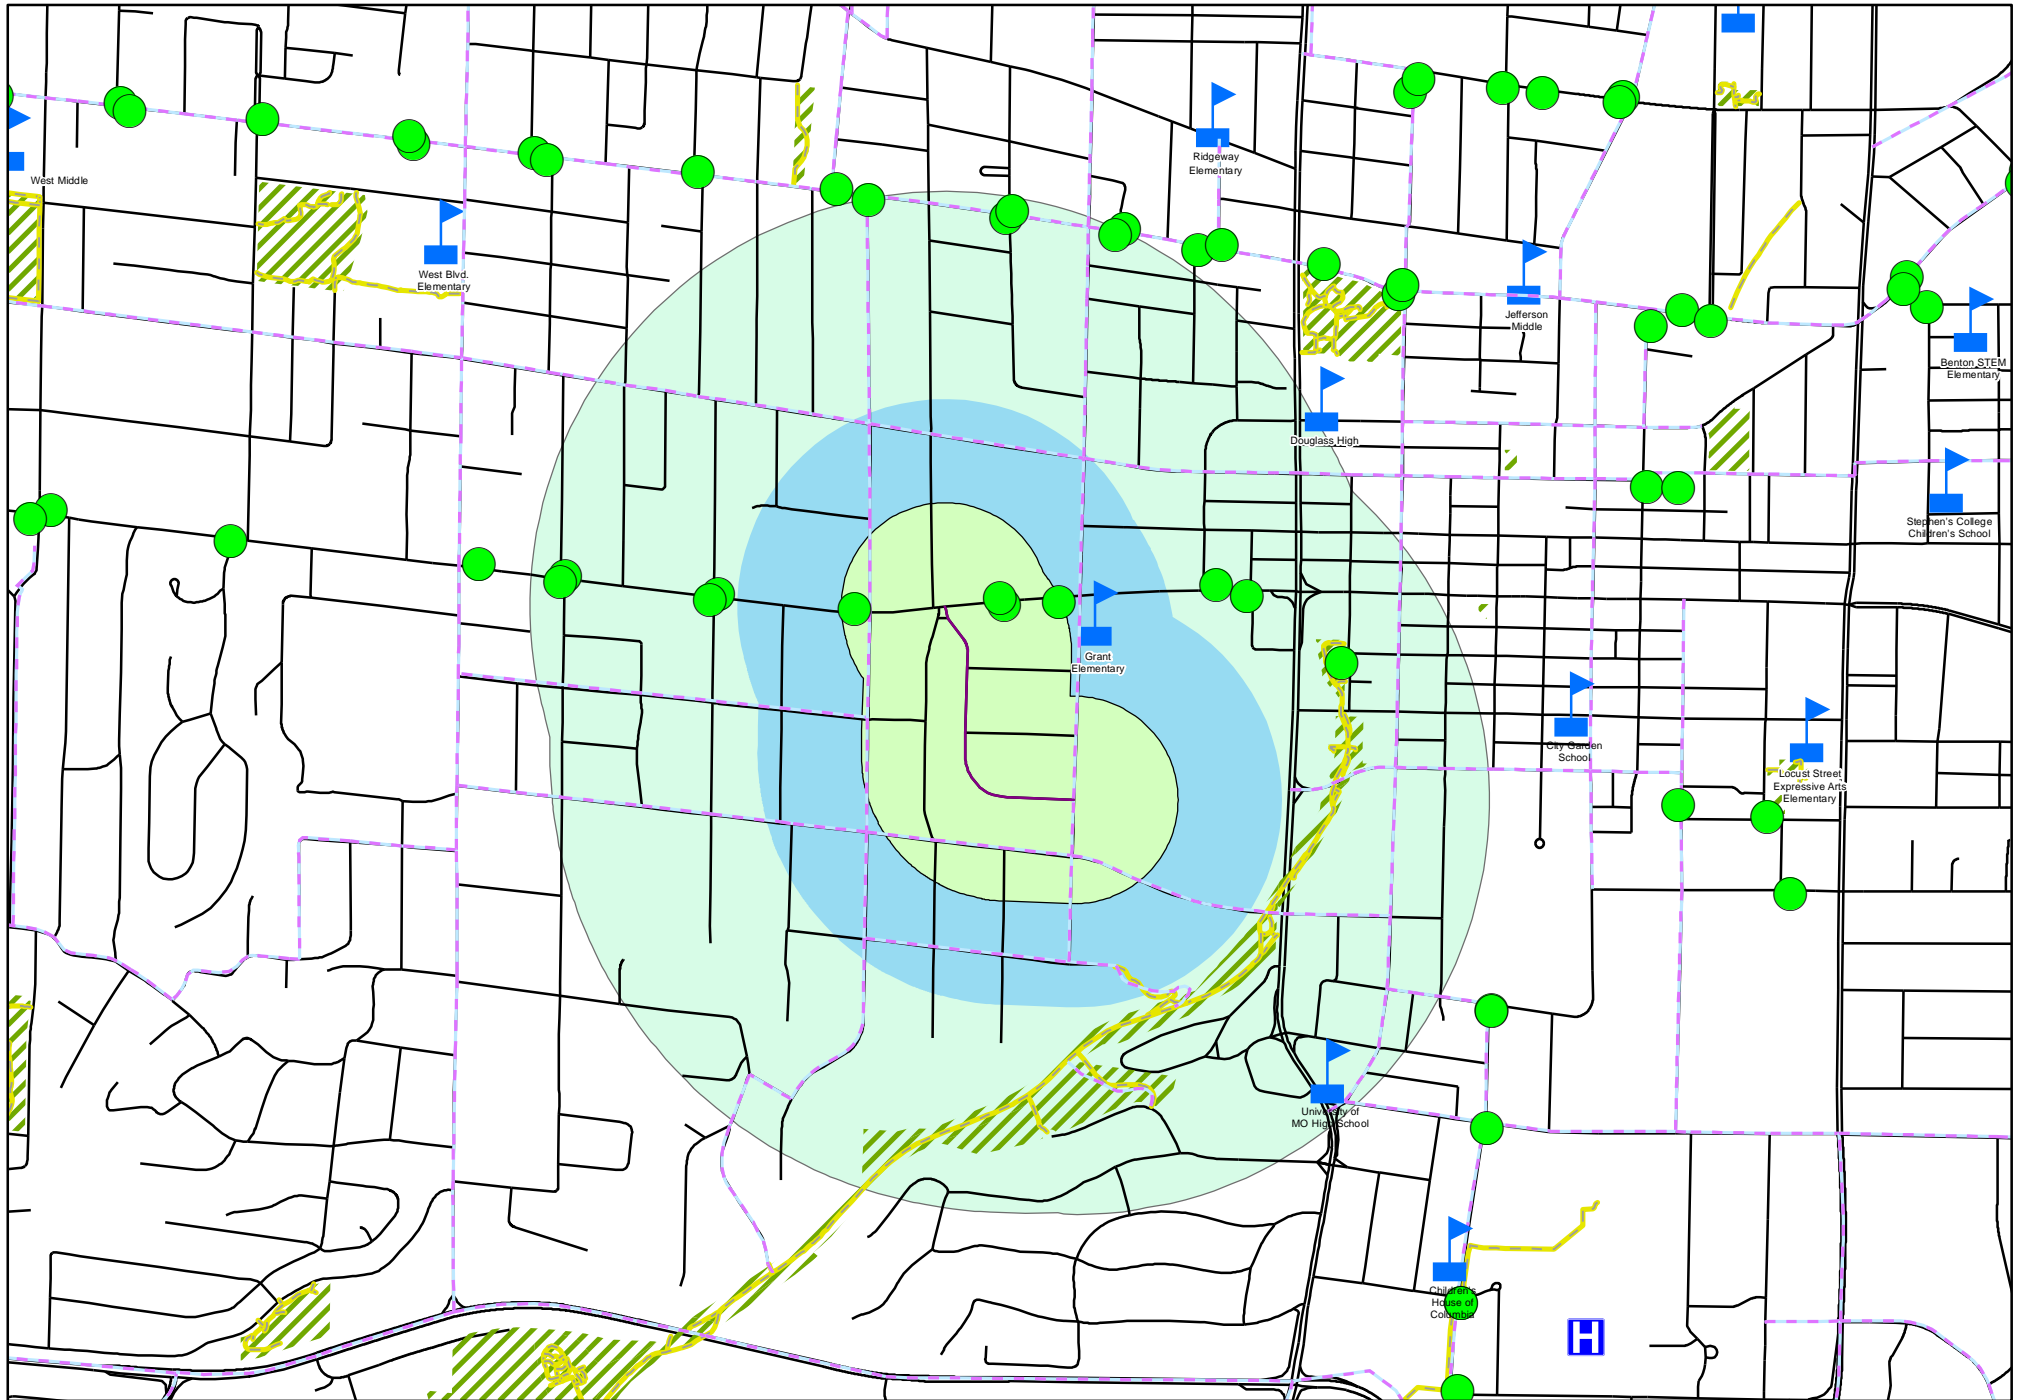 Ridgeway
Elementary
West Middle
West Blvd.
Elementary
Jefferson
Middle
Benton STEM
Elementary
Douglass High
Stephen's College
Children's School
Grant
Elementary
City Garden
School
Locust Street
Expressive Arts
Elementary
University of
MO High School
Children's
House of
Columbia
H